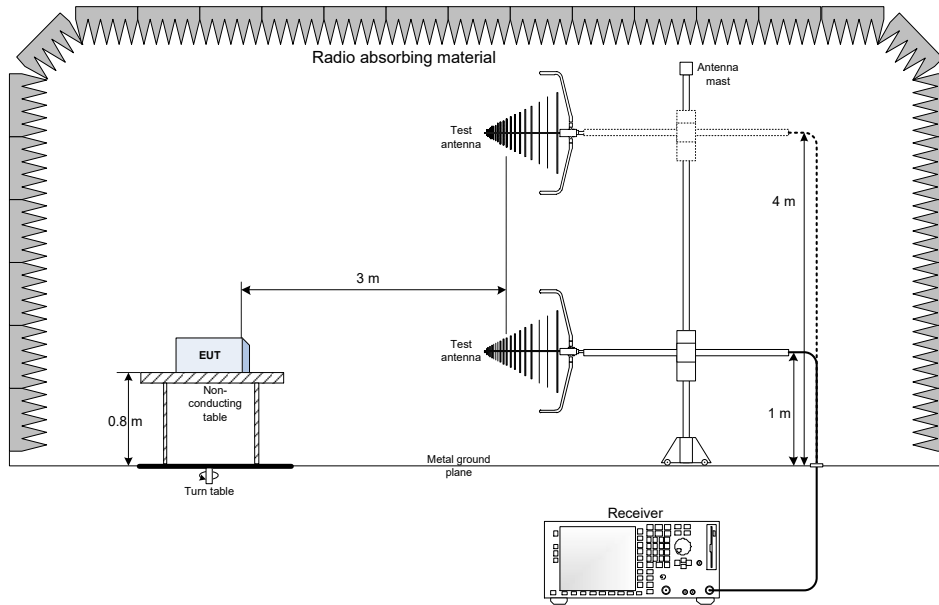 Radio absorbing material
Antenna
mast
Test
antenna
4 m
3 m
Test
antenna
EUT
Non-
conducting
table
0.8 m
1 m
Metal ground
plane
Turn table
Receiver